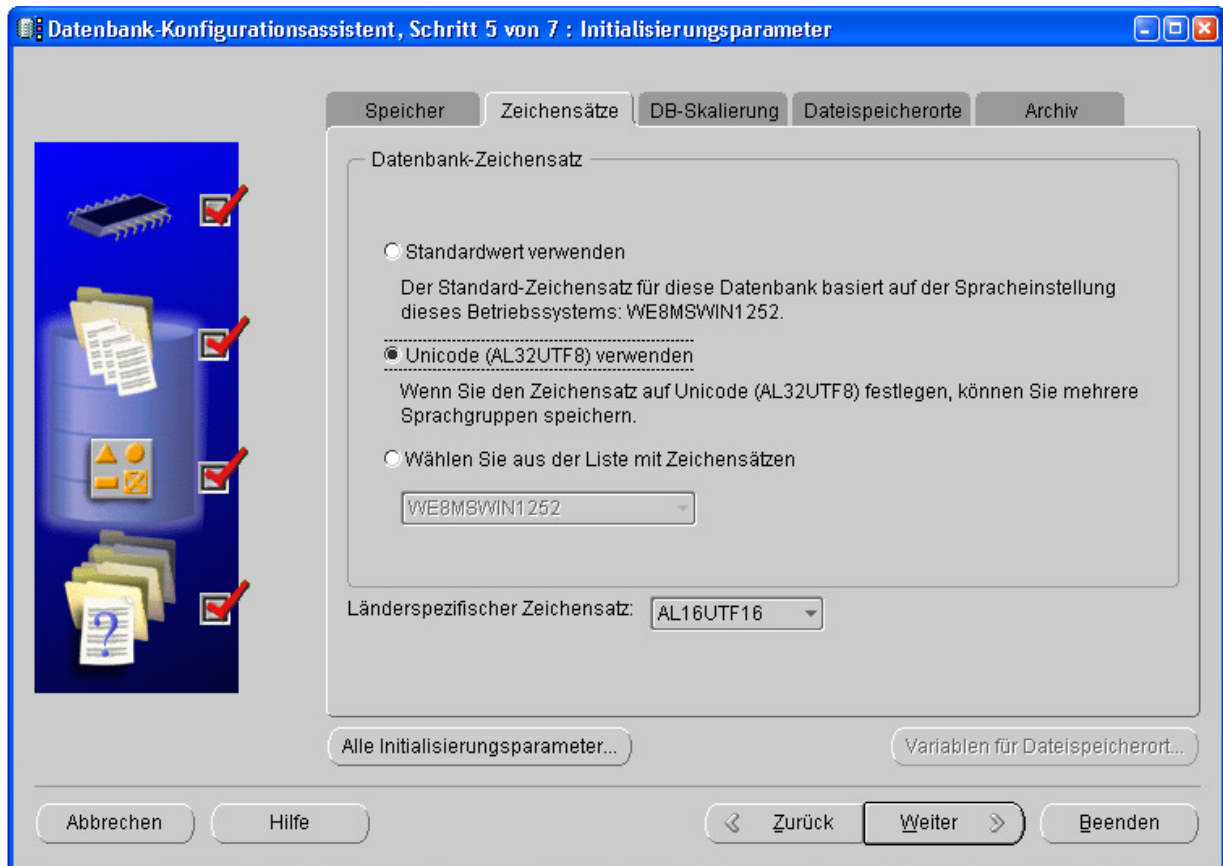 Datenbank-Konfigurationsassistent, Schritt 5 von 7 : Initialisierungsparameter
Speicher Zeichensätze DB-Skalierung Dateispeicherorte Archiv
Datenbank-Zeichensatz
Standardwert verwenden
Der Standard-Zeichensatz für diese Datenbank basiert auf der Spracheinstellung
dieses Betriebssystems: WE8MSWIN1252.
Unicode (AL32UTF8) verwenden
Wenn Sie den Zeichensatz auf Unicode (AL32UTF8) festlegen, können Sie mehrere
Sprachgruppen speichern.
Wählen Sie aus der Liste mit Zeichensätzen
WE8MSWIN1252
Länderspezifischer Zeichensatz: AL16UTF16
Alle Initialisierungsparameter... Variablen für Dateispeicherort...
Abbrechen Hilfe Zurück Weiter Beenden